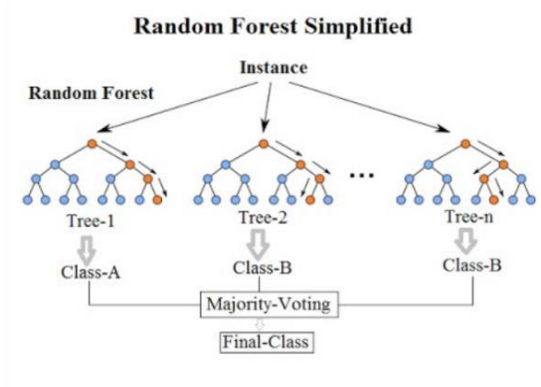 Random Forest Simplified
Instance
Random Forest
...
Tree-1
Tree-2
Tree-n
Class-A
Class-B
Class-B
Majority-Voting
Final-Class